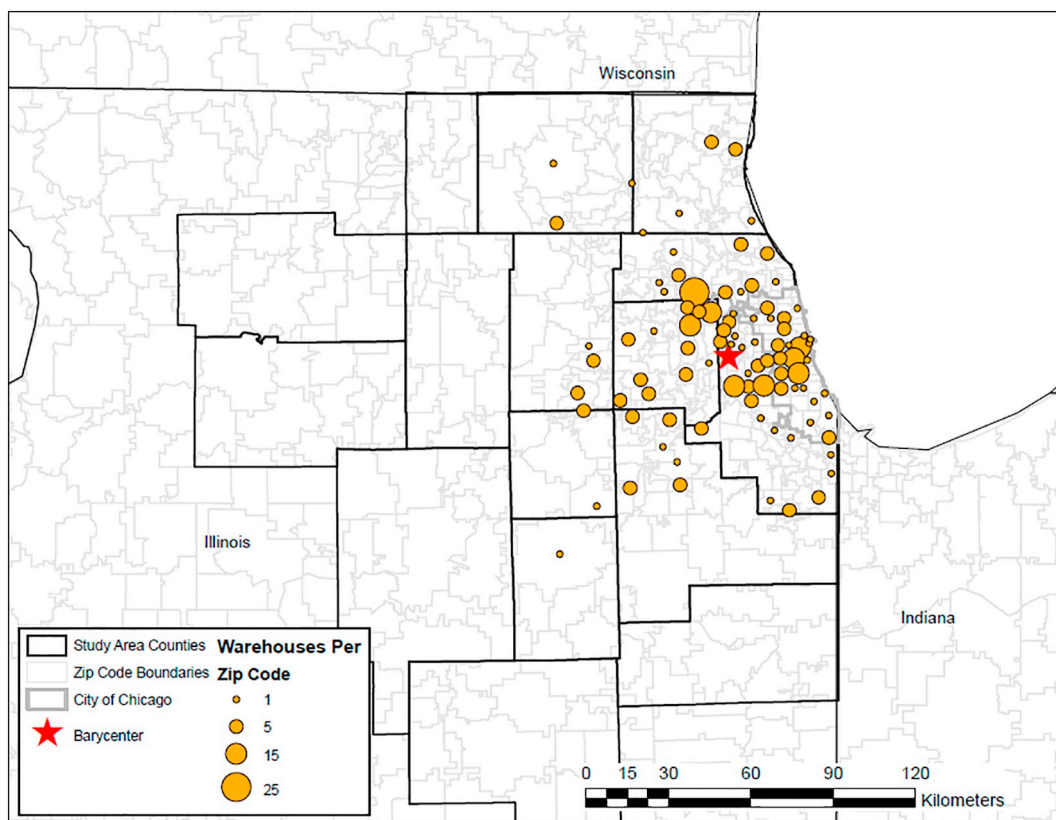 Wisconsin
Illinois
Indiana
Study Area Counties
Zip Code Boundaries
City of Chicago
Barycenter
Warehouses Per
Zip Code
1
5
15
25
0 15 30 60 90 120
Kilometers